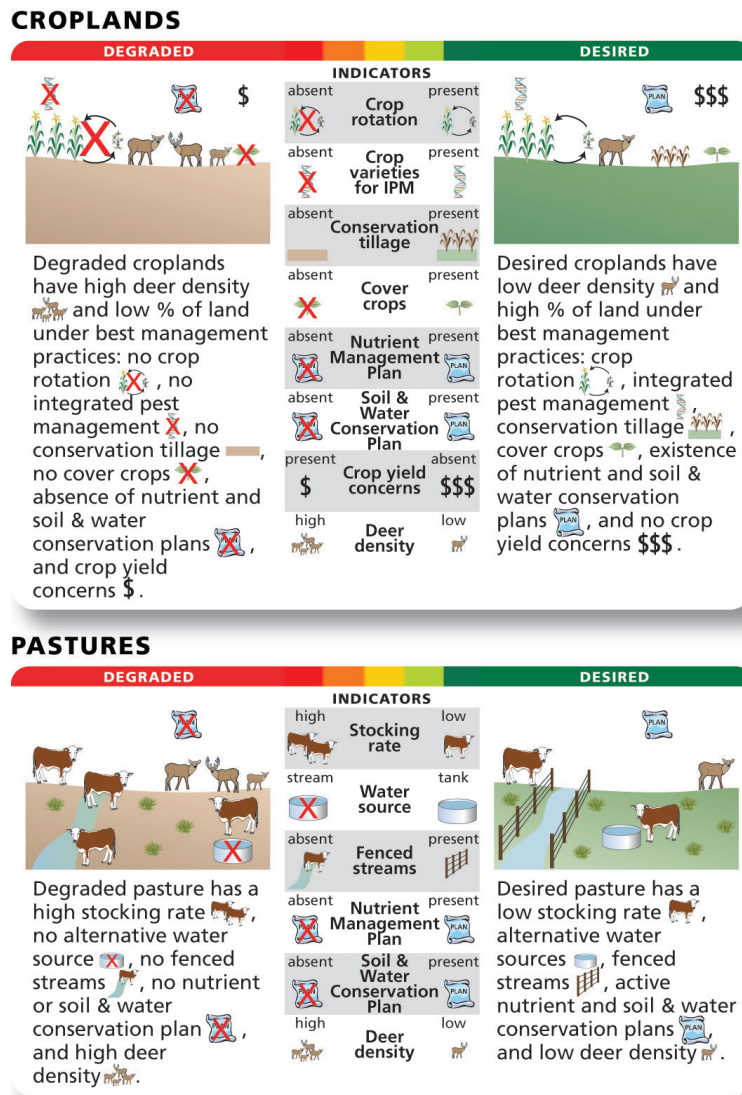 CROPLANDS
DEGRADED
DESIRED
PLAN
$
PLAN
$$$
INDICATORS
absent
Crop
rotation
present
absent
Crop
varieties
for IPM
present
absent
Conservation
tillage
present
absent
Cover
crops
present
absent
Nutrient
Management
Plan
present
PLAN
PLAN
absent
Soil &
Water
Conservation
Plan
present
PLAN
PLAN
present
Crop yield
concerns
absent
$
$$$
high
Deer
density
low
Degraded croplands
have high deer density
and low % of land
under best management
practices: no crop
rotation , no
integrated pest
management , no
conservation tillage ,
no cover crops ,
absence of nutrient and
soil & water
conservation plans PLAN ,
and crop yield
concerns $ .
Desired croplands have
low deer density and
high % of land under
best management
practices: crop
rotation , integrated
pest management ,
conservation tillage ,
cover crops , existence
of nutrient and soil &
water conservation
plans PLAN , and no crop
yield concerns $$$ .
PASTURES
DEGRADED
DESIRED
PLAN
PLAN
INDICATORS
high
Stocking
rate
low
stream
Water
source
tank
absent
Fenced
streams
present
absent
Nutrient
Management
Plan
present
PLAN
PLAN
absent
Soil &
Water
Conservation
Plan
present
PLAN
PLAN
high
Deer
density
low
Degraded pasture has a
high stocking rate ,
no alternative water
source , no fenced
streams , no nutrient
or soil & water
conservation plan PLAN ,
and high deer
density .
Desired pasture has a
low stocking rate ,
alternative water
sources , fenced
streams , active
nutrient and soil & water
conservation plans PLAN ,
and low deer density .